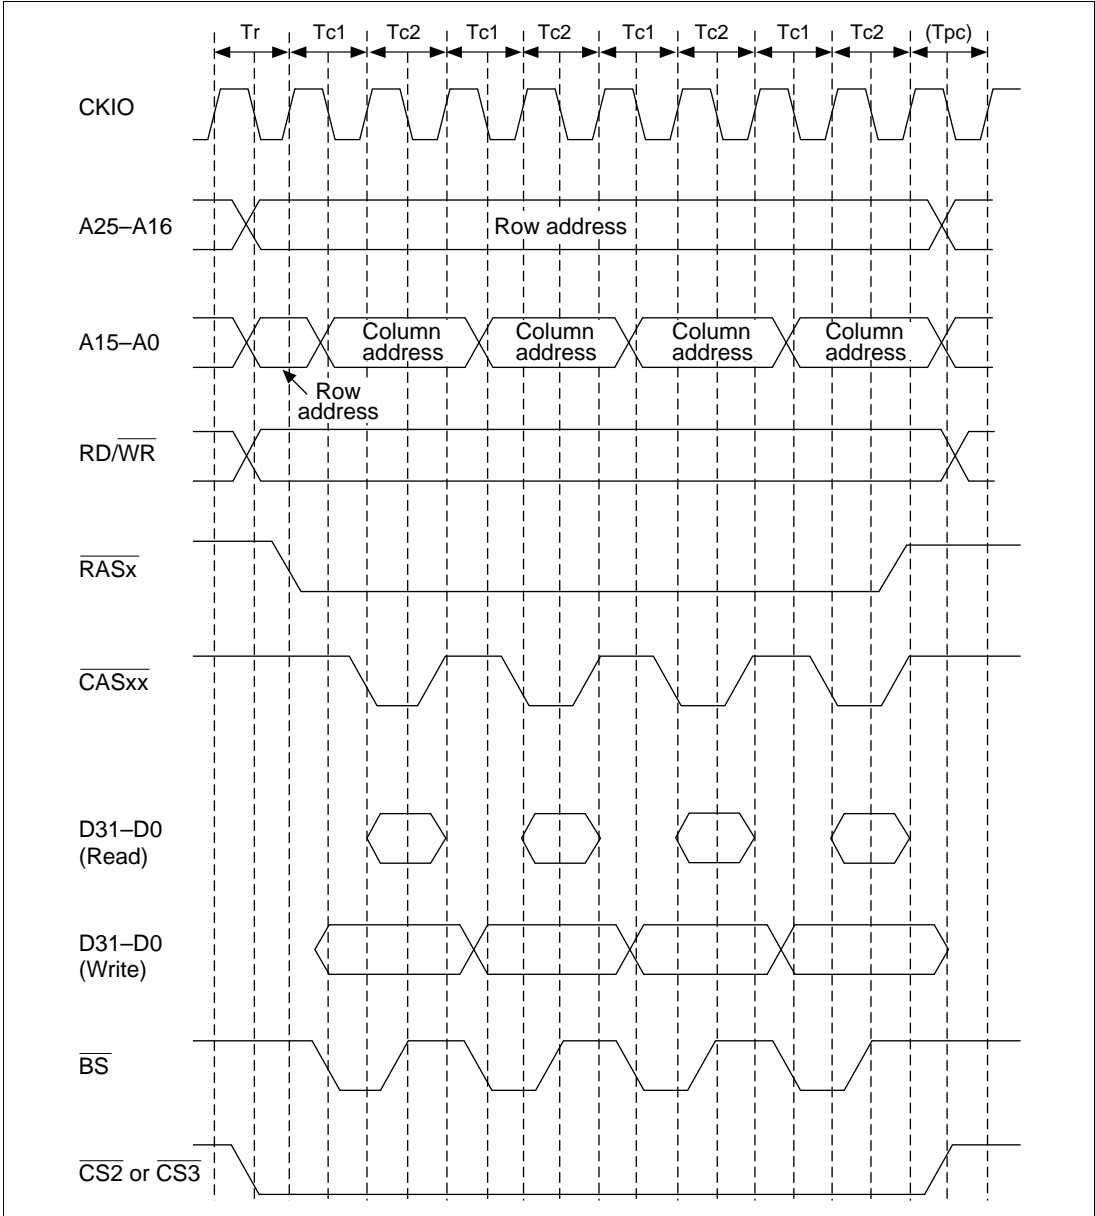 Tr Tc1 Tc2 Tc1 Tc2 Tc1 Tc2 Tc1 Tc2 (Tpc)
CKIO
A25–A16
Row address
A15–A0
Column
address
Column
address
Column
address
Column
address
Row
address
RD/WR
RASx
CASxx
D31–D0
(Read)
D31–D0
(Write)
BS
CS2 or CS3